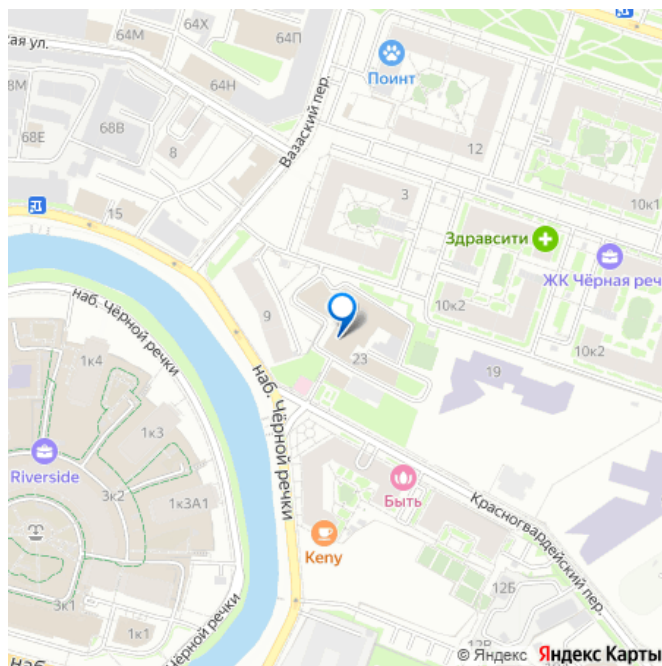 64М
64Х
64П
ая ул.
8М
64Н
68Е
68В
8
Вазаский пер.
Поинт
12
3
10к1
15
Здравсити
ЖК Чёрная реч
наб. Чёрной речки
9
10к2
10к2
23
19
1к4
1к3
наб. Чёрной речки
Riverside
3к2
1к3А1
Быть
Красногвардейский пер.
Keny
12Б
3к1
1к1
Чёрной речки
наб.
12В
© Яндекс Яндекс Карты